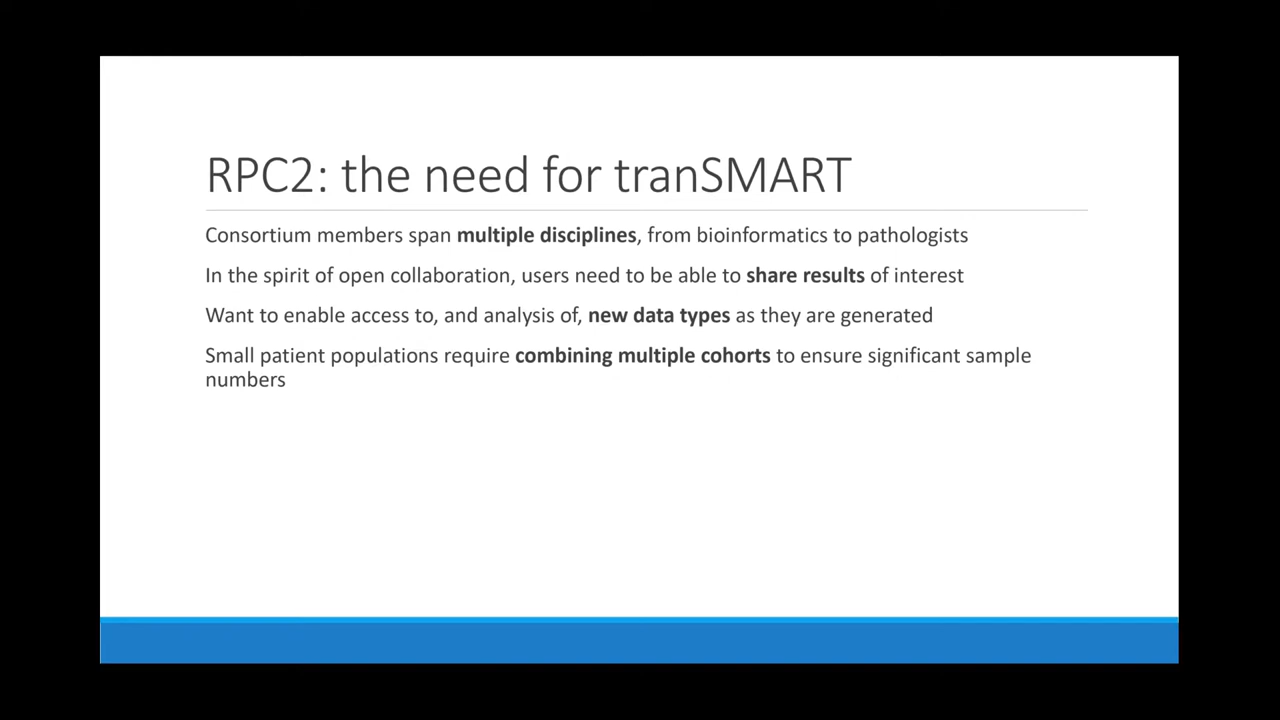 RPC2: the need for tranSMART
Consortium members span multiple disciplines, from bioinformatics to pathologists
In the spirit of open collaboration, users need to be able to share results of interest
Want to enable access to, and analysis of, new data types as they are generated
Small patient populations require combining multiple cohorts to ensure significant sample
numbers